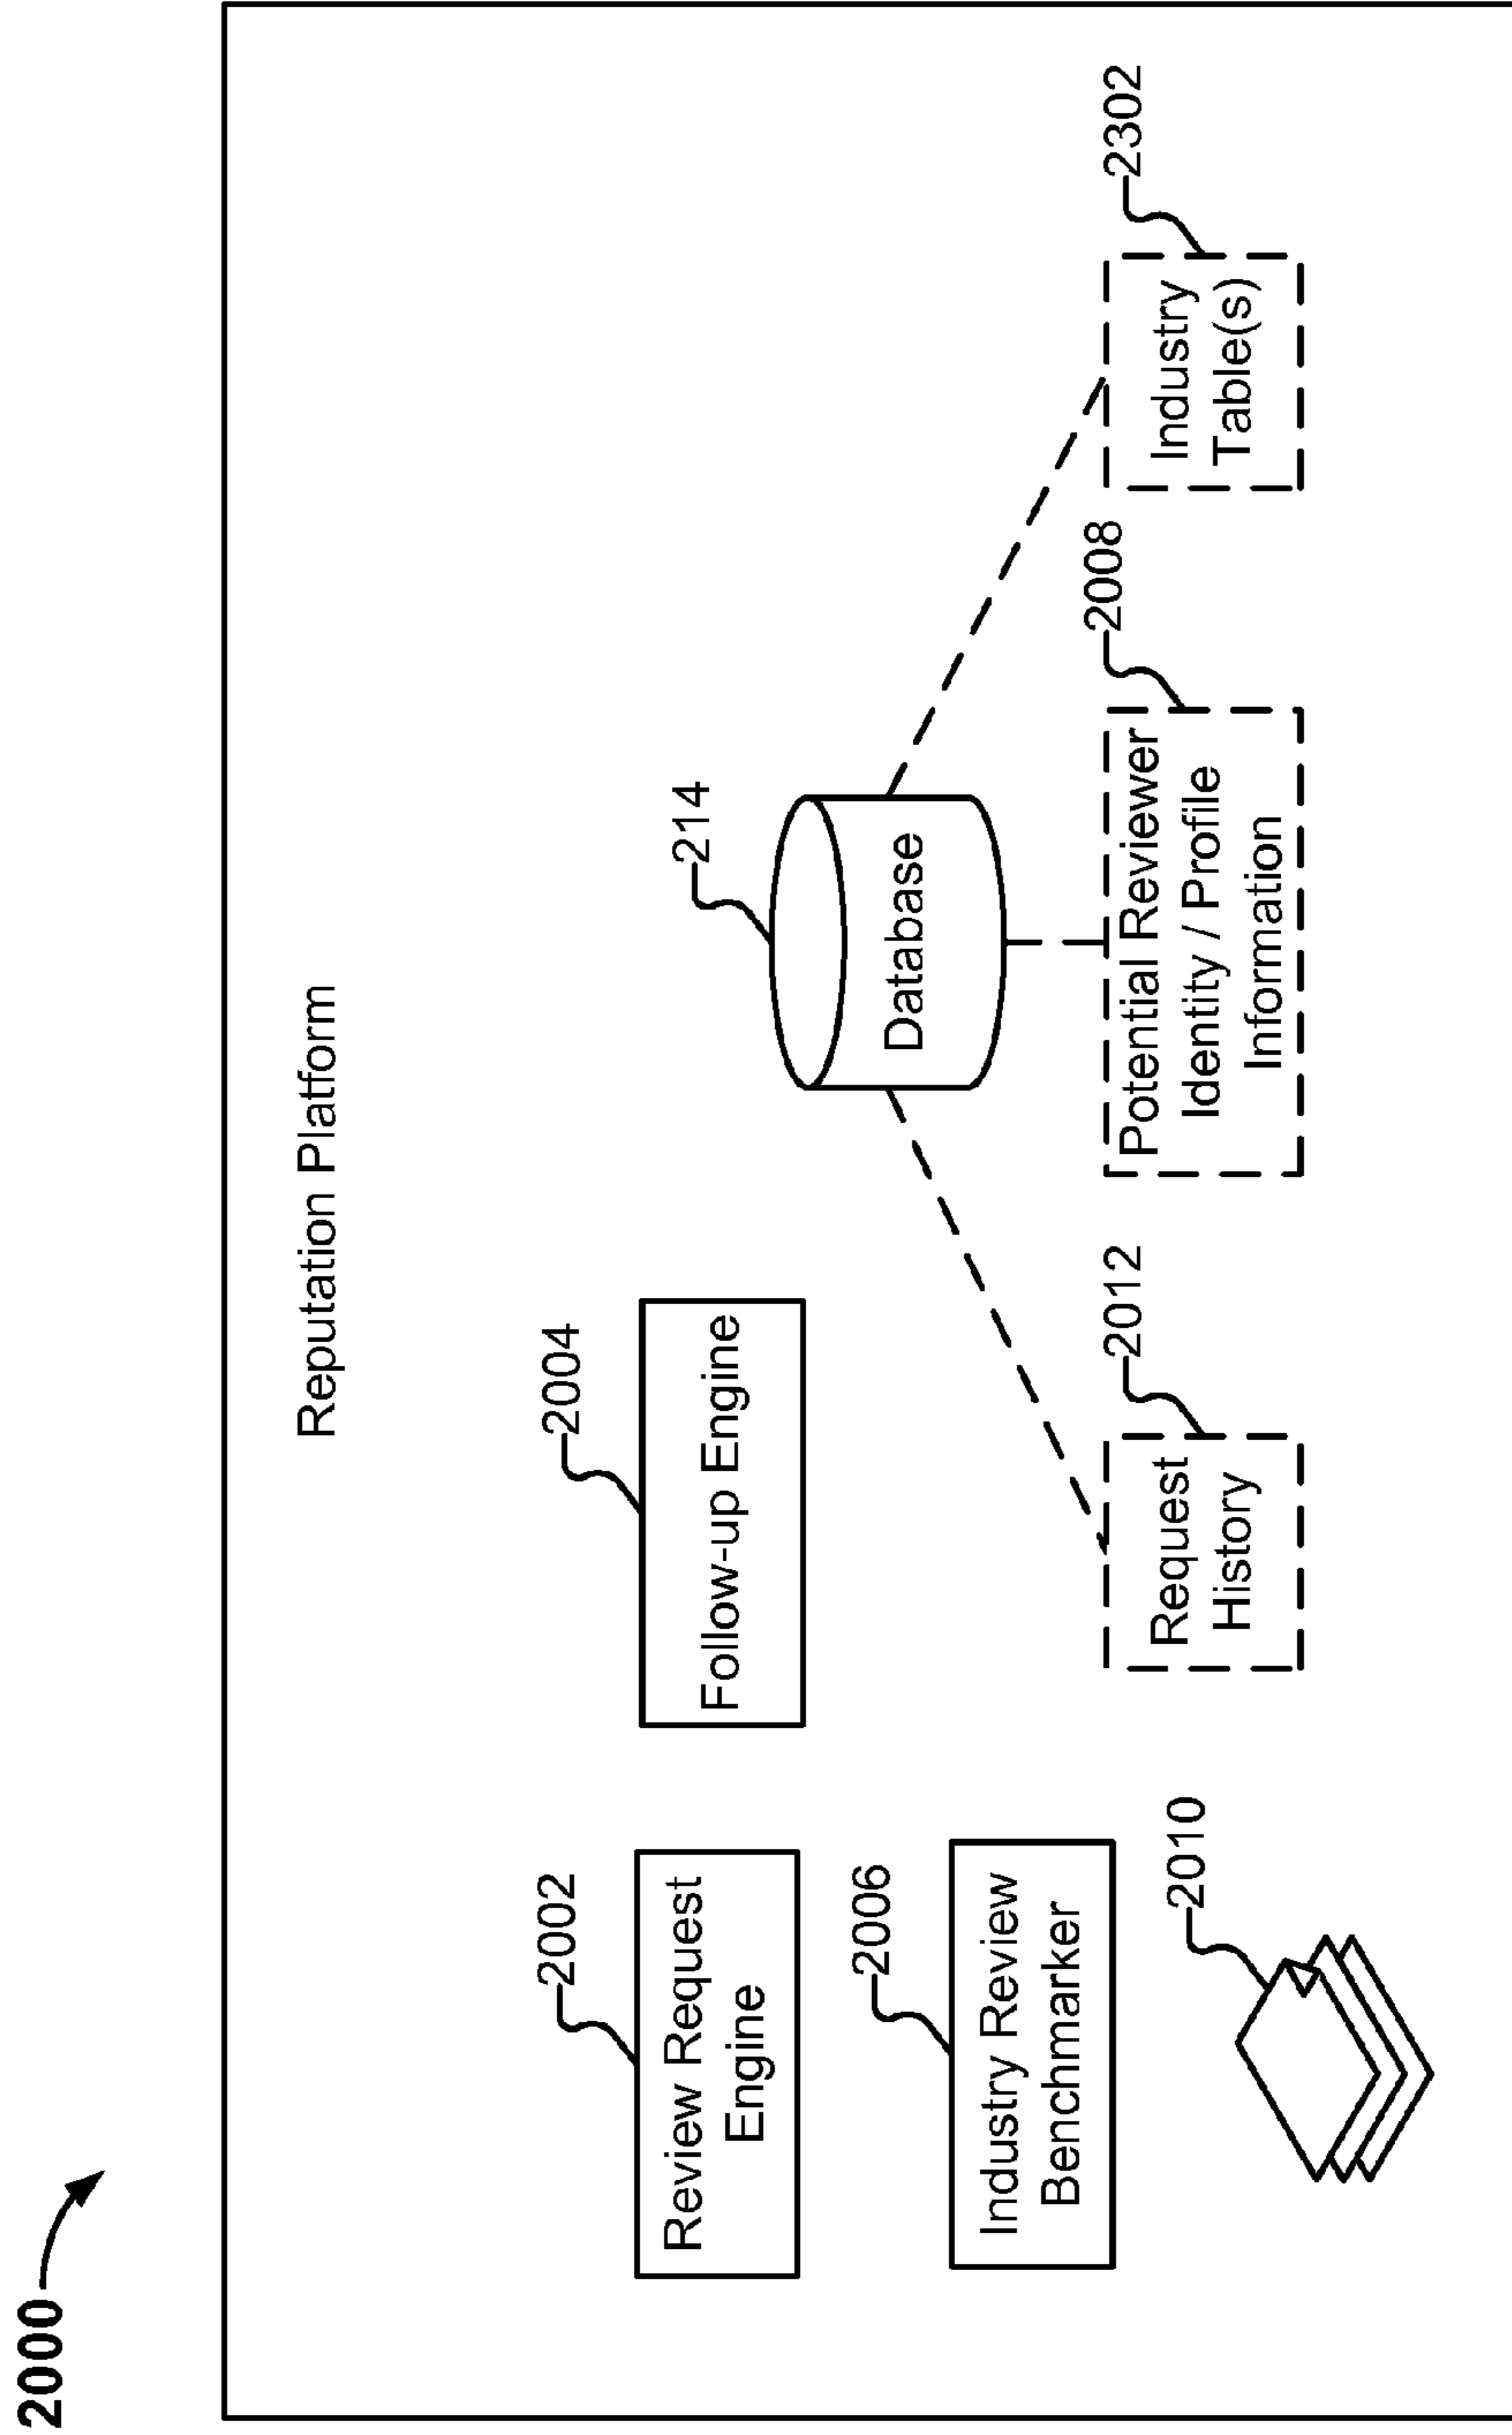 2000
Reputation Platform
2002
Review Request
Engine
2004
Follow-up Engine
214
Database
2006
Industry Review
Benchmarker
2010
2012
Request
History
2008
Potential Reviewer
Identity / Profile
Information
2302
Industry
Table(s)